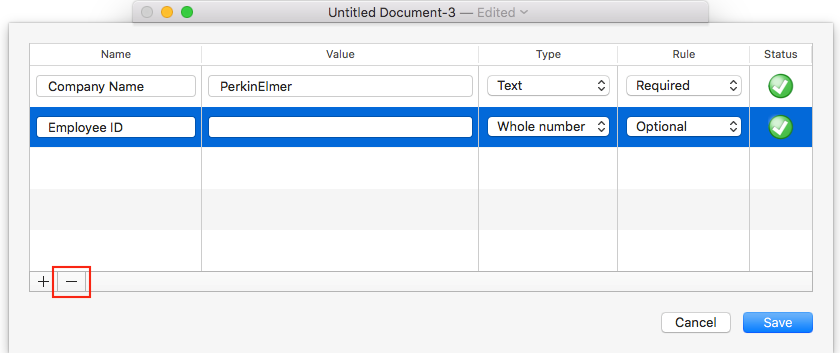 Untitled Document-3 — Edited
Name Value Type Rule Status
Company Name PerkinElmer Text Required
Employee ID Whole number Optional
+ −
Cancel Save